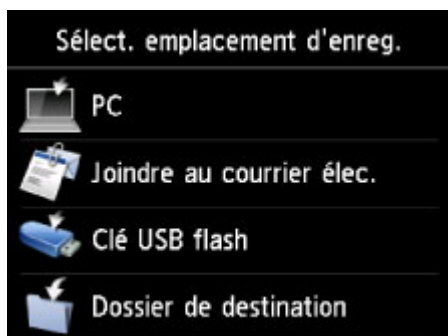 Sélect. emplacement d'enreg.
PC
Joindre au courrier élec.
Clé USB flash
Dossier de destination